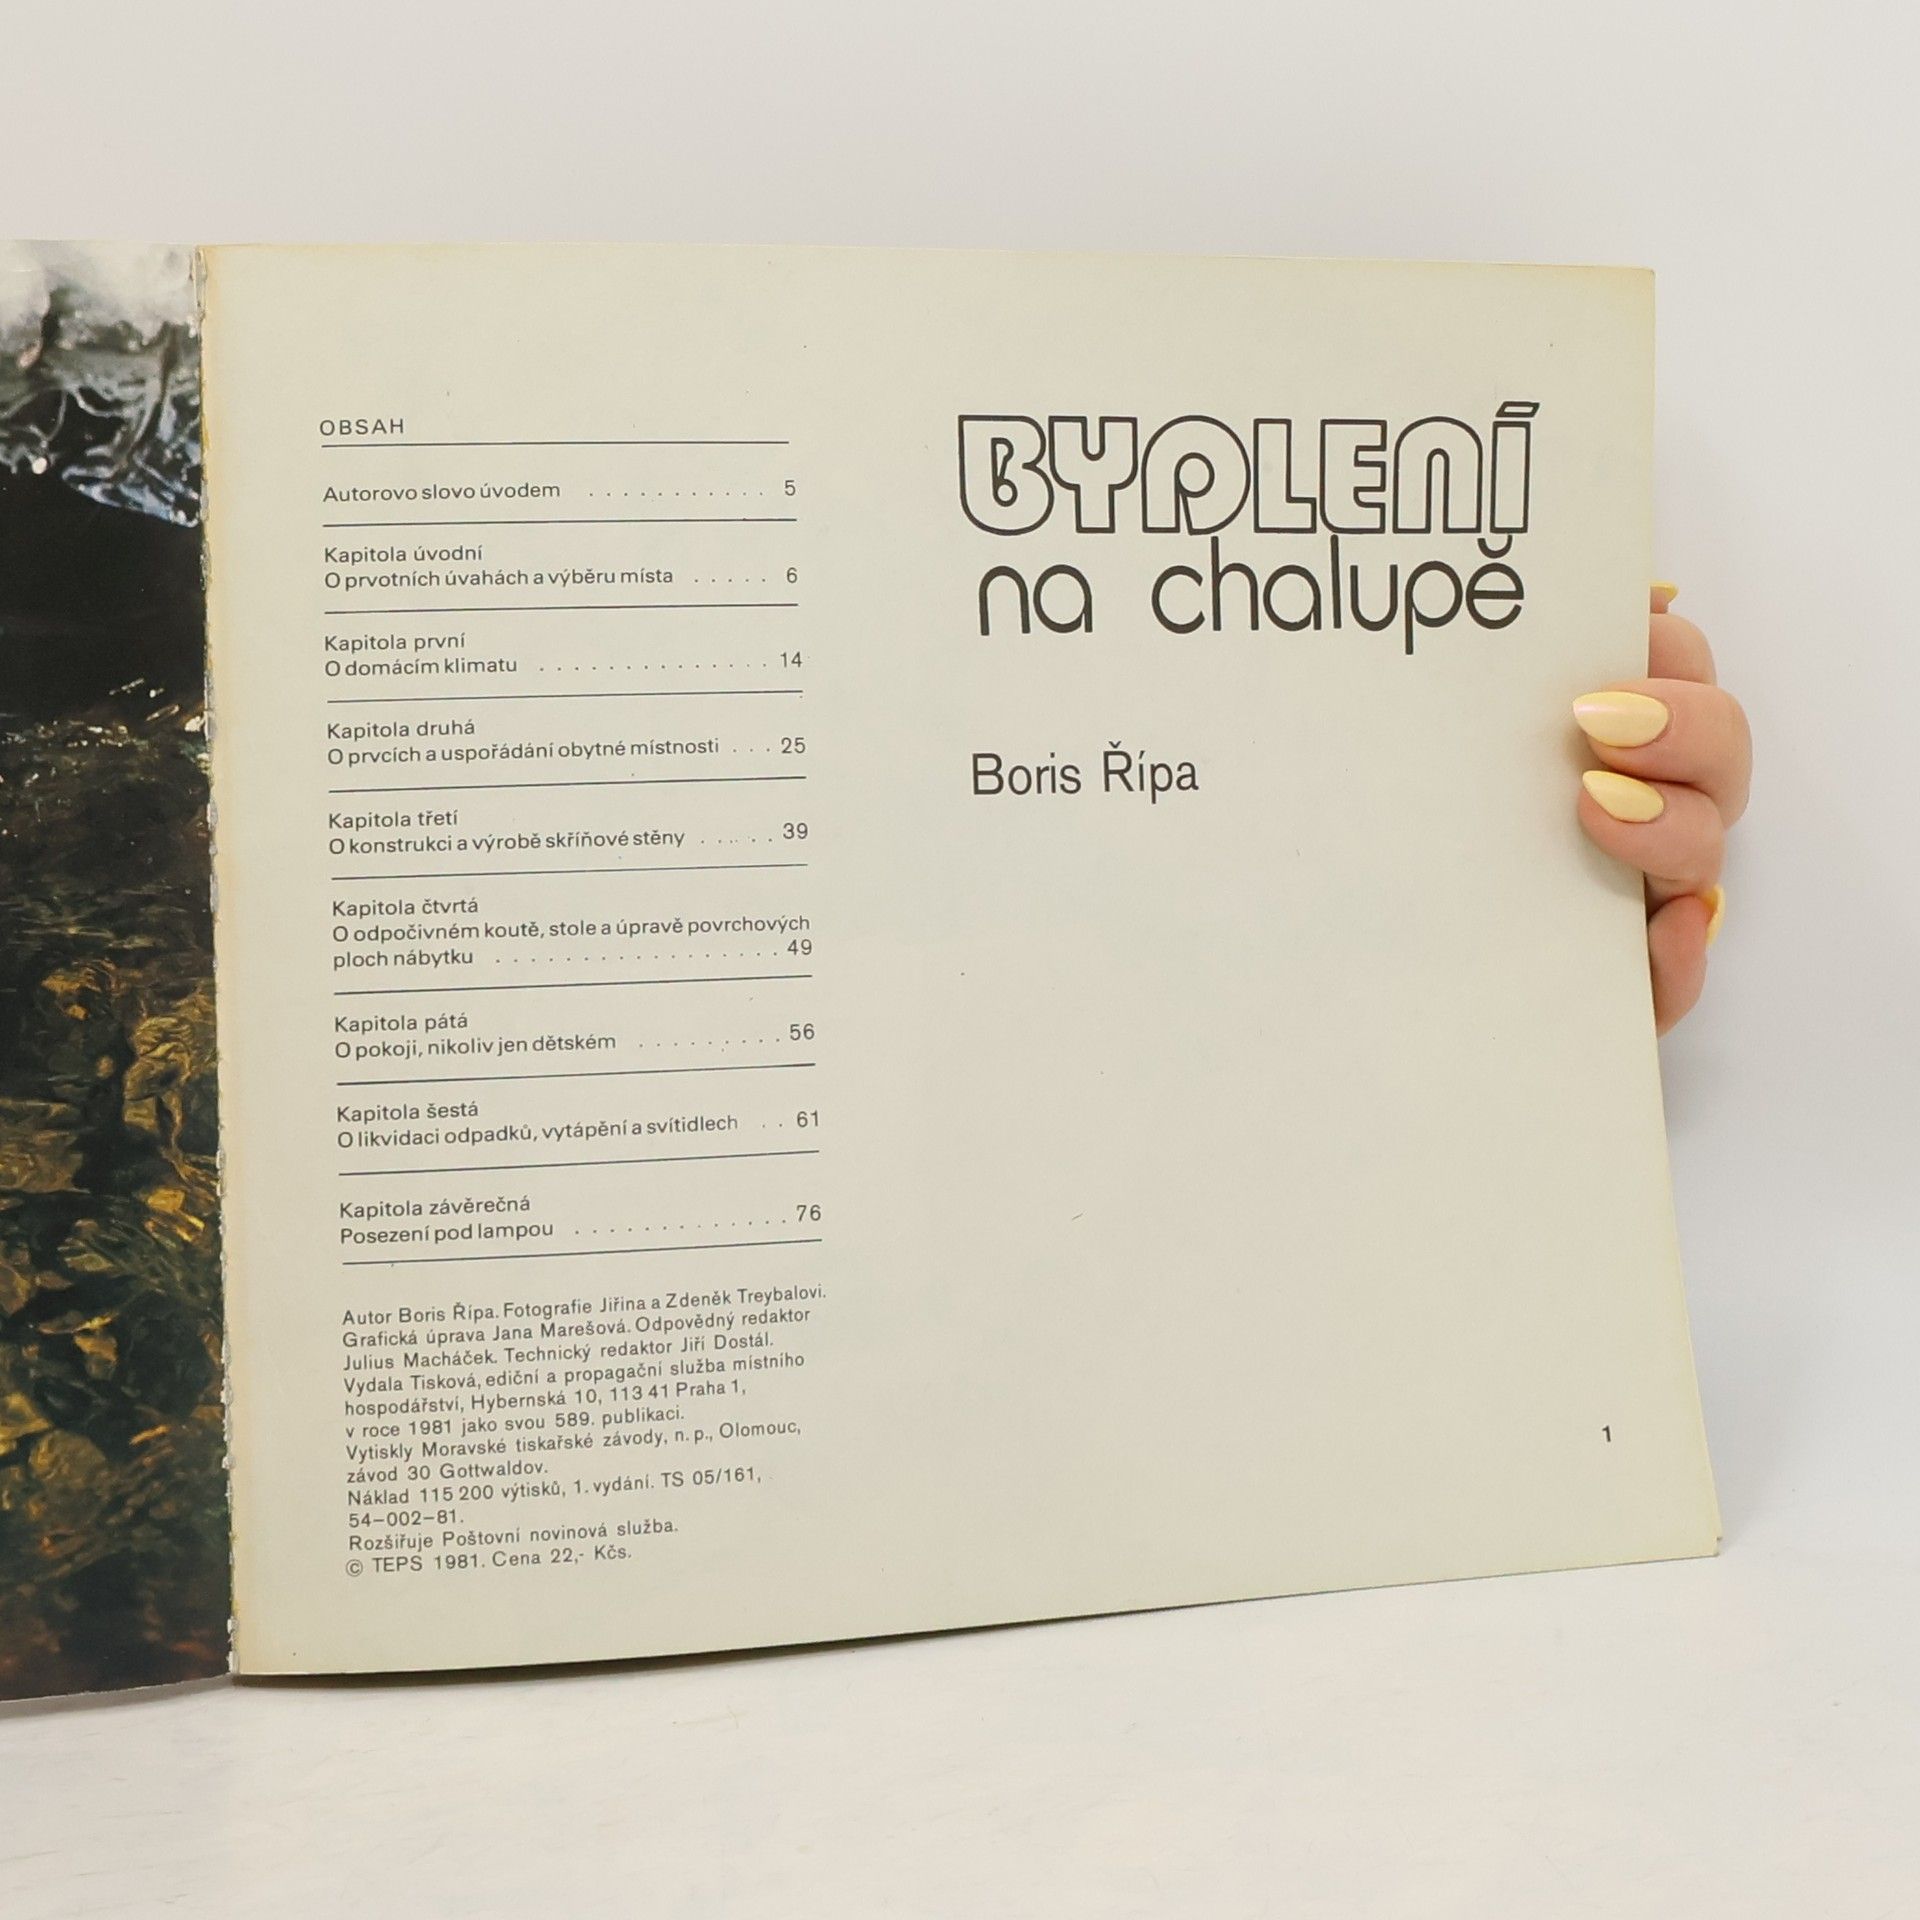 OBSAH
Autorovo slovo úvodem . . . . . . . . . . . 5
Kapitola úvodní
O prvotních úvahách a výběru místa . . . . . 6
Kapitola první
O domácím klimatu . . . . . . . . . . . . . . 14
Kapitola druhá
O prvcích a uspořádání obytné místnosti . . . 25
Kapitola třetí
O konstrukci a výrobě skříňové stěny . . . . . 39
Kapitola čtvrtá
O odpočivném koutě, stole a úpravě povrchových
ploch nábytku . . . . . . . . . . . . . . . . . 49
Kapitola pátá
O pokoji, nikoliv jen dětském . . . . . . . . . 56
Kapitola šestá
O likvidaci odpadků, vytápění a svítidlech . . 61
Kapitola závěrečná
Posezení pod lampou . . . . . . . . . . . . . 76
Autor Boris Řípa. Fotografie Jiřina a Zdeněk Treybalovi.
Grafická úprava Jana Marešová. Odpovědný redaktor
Julius Macháček. Technický redaktor Jiří Dostál.
Vydala Tisková, ediční a propagační služba místního
hospodářství, Hybernská 10, 113 41 Praha 1,
v roce 1981 jako svou 589. publikaci.
Vytiskly Moravské tiskařské závody, n. p., Olomouc,
závod 30 Gottwaldov.
Náklad 115 200 výtisků, 1. vydání. TS 05/161,
54–002–81.
Rozšiřuje Poštovní novinová služba.
© TEPS 1981. Cena 22,- Kčs.
BYDLENÍ
na chalupě
Boris Řípa
1